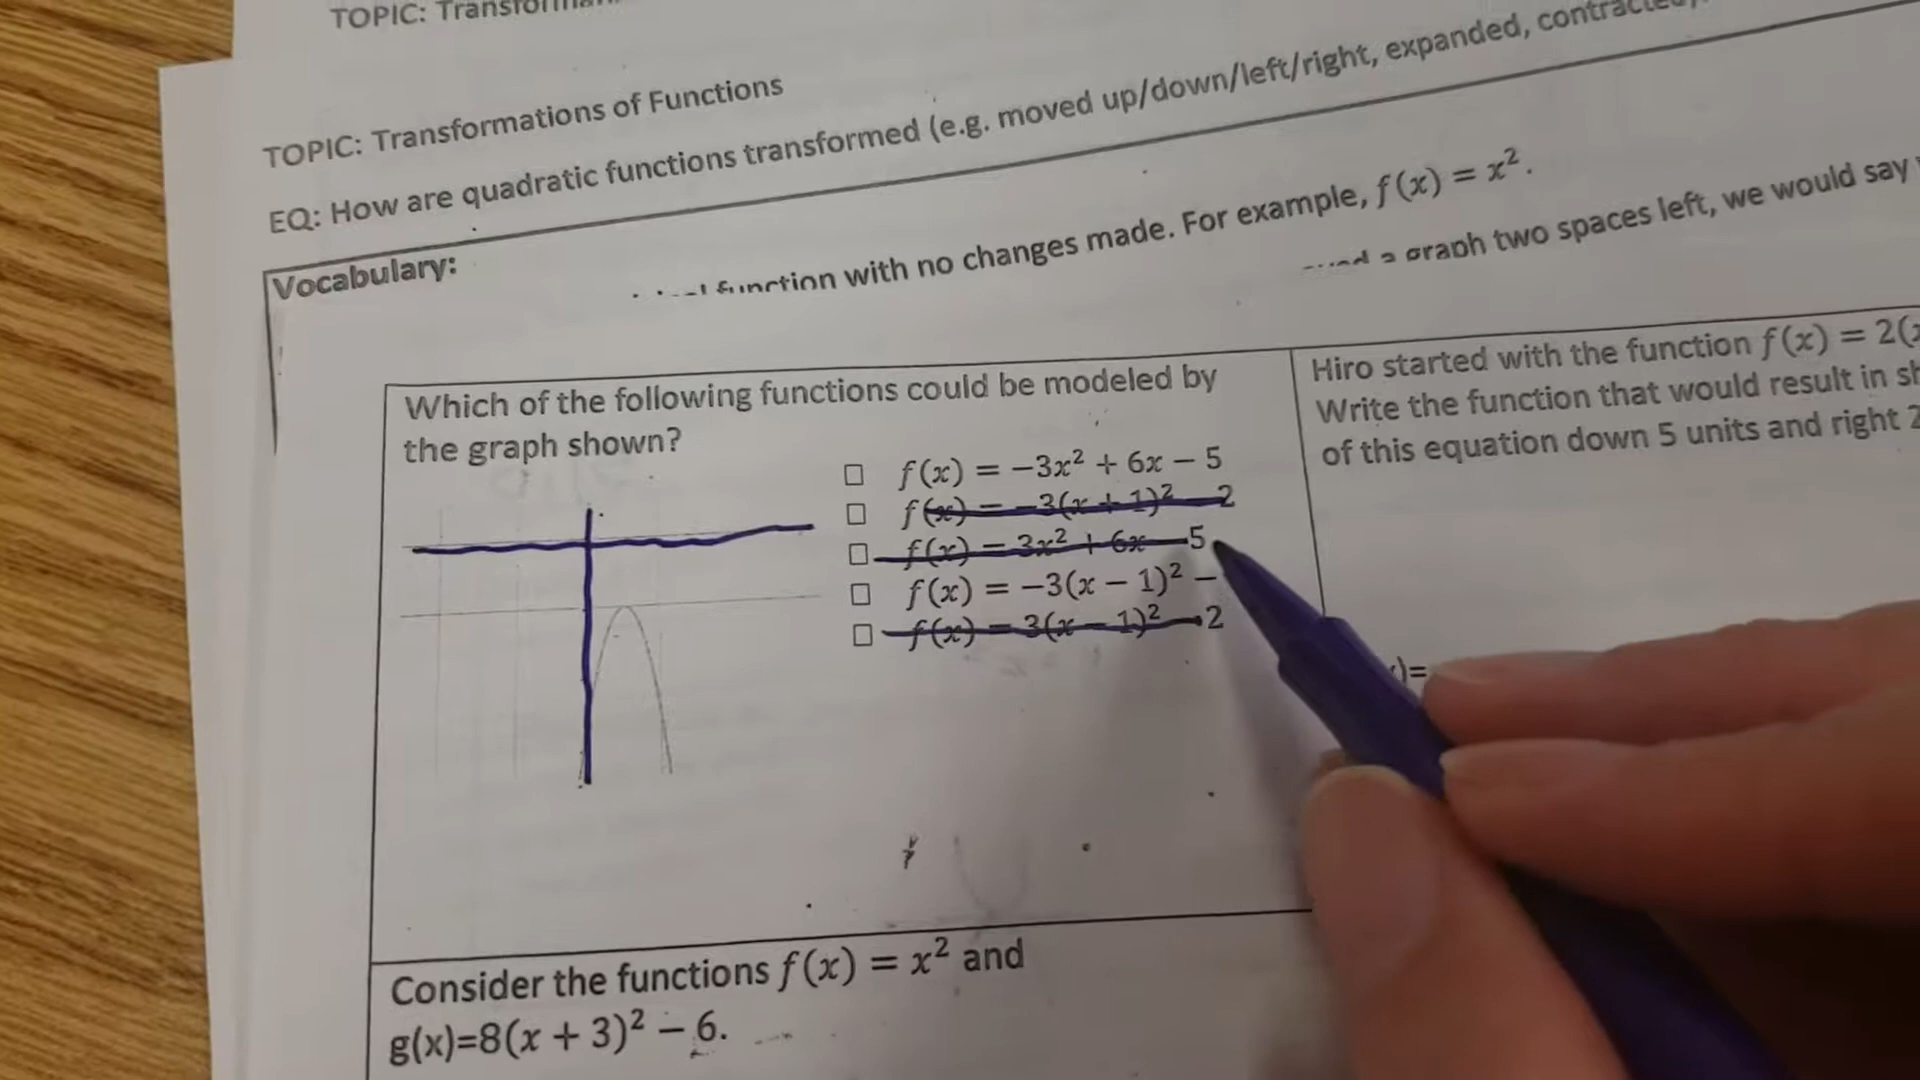 TOPIC:
TOPIC: Transformations of Functions
EQ: How are quadratic functions transformed (e.g. moved up/down/left/right, expanded, contracted)
Vocabulary:
function with no changes made. For example, f(x) = x².
a graph two spaces left, we would say
Which of the following functions could be modeled by
the graph shown?
□ f(x) = −3x² + 6x − 5
□ f(x) = −3(x + 1)² − 2
□ f(x) = 3x² + 6x − 5
□ f(x) = −3(x − 1)² −
□ f(x) = 3(x − 1)² − 2
Hiro started with the function f(x) = 2(
Write the function that would result in
of this equation down 5 units and right 2
)=
Consider the functions f(x) = x² and
g(x)=8(x + 3)² − 6.